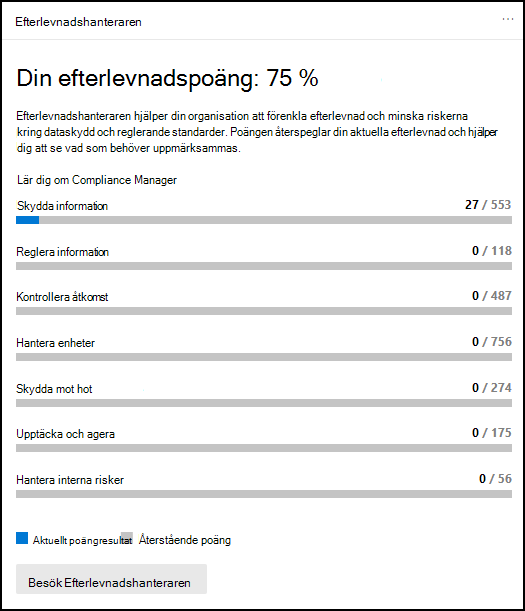 Efterlevnadshanteraren
Din efterlevnadspoäng: 75 %
Efterlevnadshanteraren hjälper din organisation att förenkla efterlevnad och minska riskerna
kring dataskydd och reglerande standarder. Poängen återspeglar din aktuella efterlevnad och hjälper
dig att se vad som behöver uppmärksammas.
Lär dig om Compliance Manager
Skydda information 27 / 553
Reglera information 0 / 118
Kontrollera åtkomst 0 / 487
Hantera enheter 0 / 756
Skydda mot hot 0 / 274
Upptäcka och agera 0 / 175
Hantera interna risker 0 / 56
Aktuellt poängresultat Återstående poäng
Besök Efterlevnadshanteraren